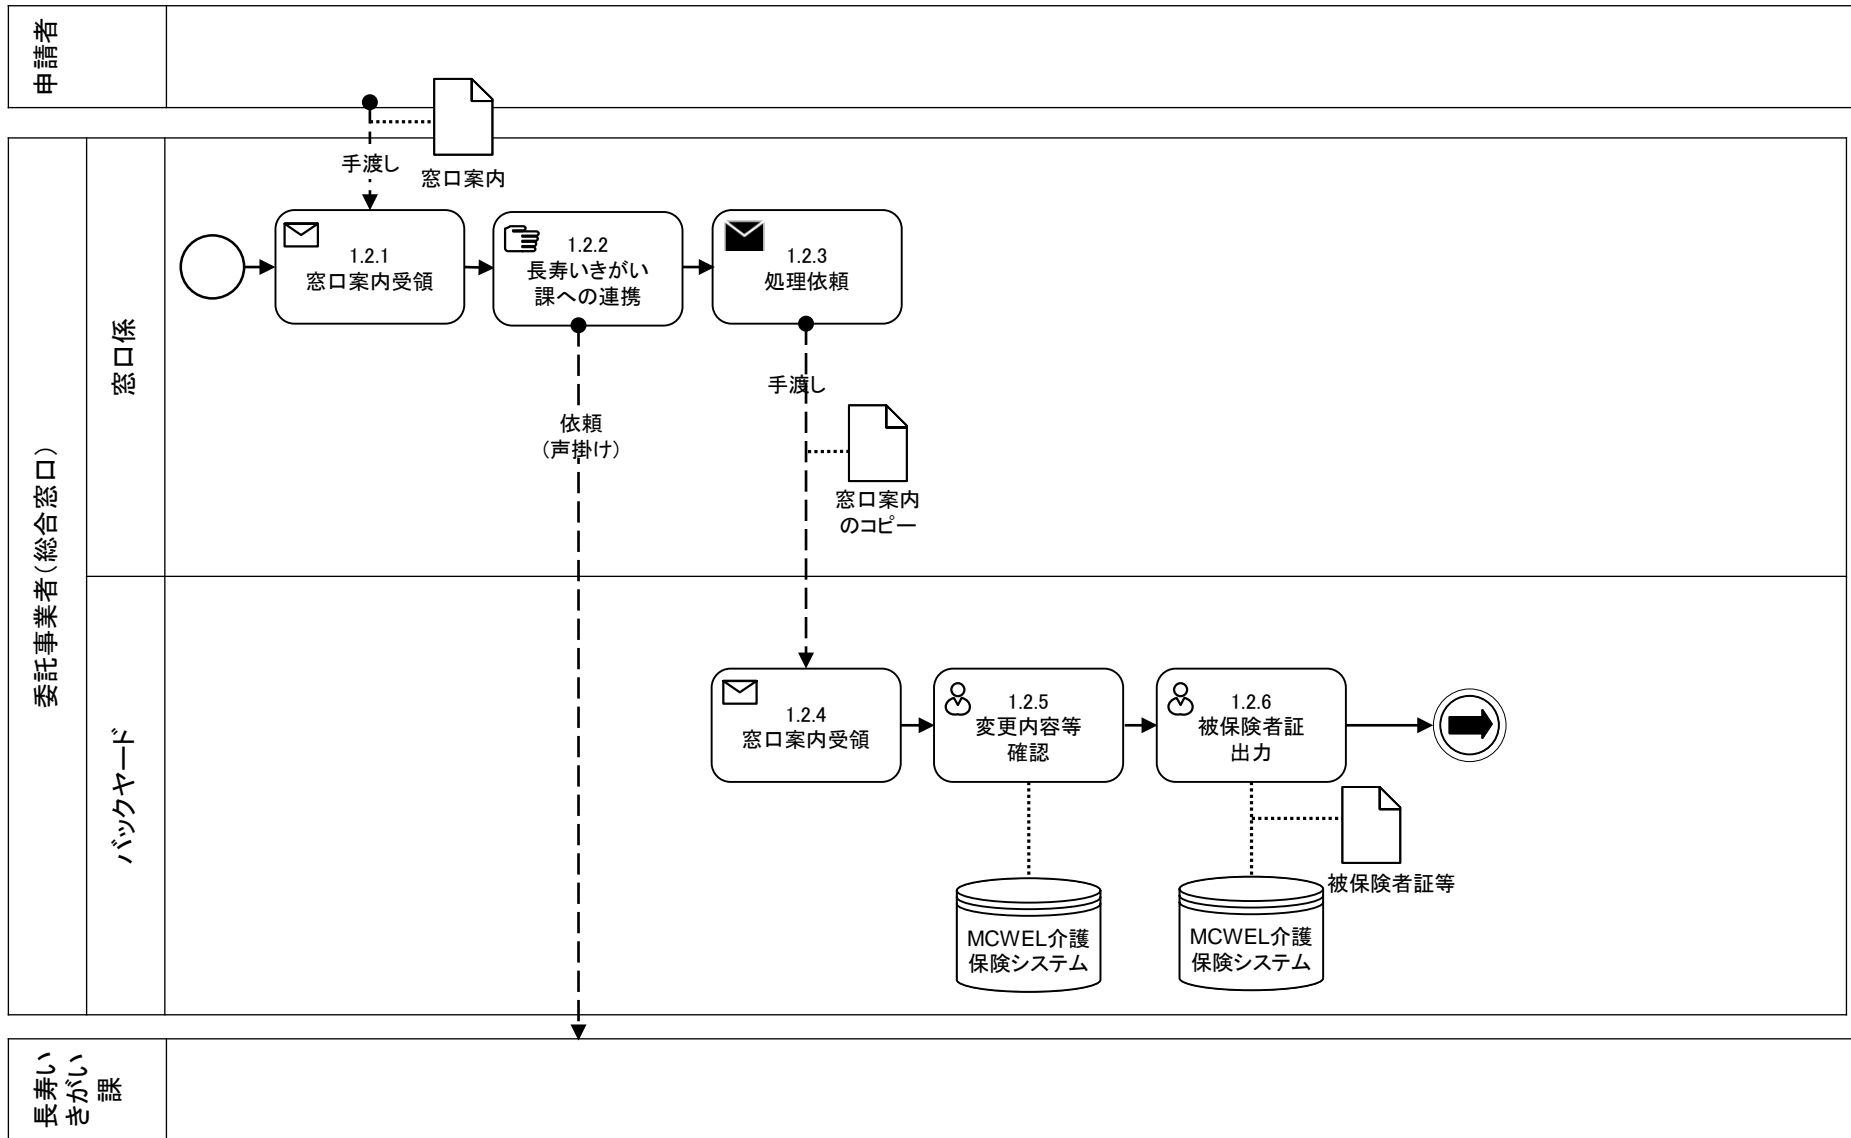 申請者
手渡し
窓口案内
委託事業者(総合窓口)
窓口係
1.2.1
窓口案内受領
1.2.2
長寿いきがい
課への連携
1.2.3
処理依頼
依頼
(声掛け)
手渡し
窓口案内
のコピー
バックヤード
1.2.4
窓口案内受領
1.2.5
変更内容等
確認
1.2.6
被保険者証
出力
MCWEL介護
保険システム
MCWEL介護
保険システム
被保険者証等
長寿い
きがい
課